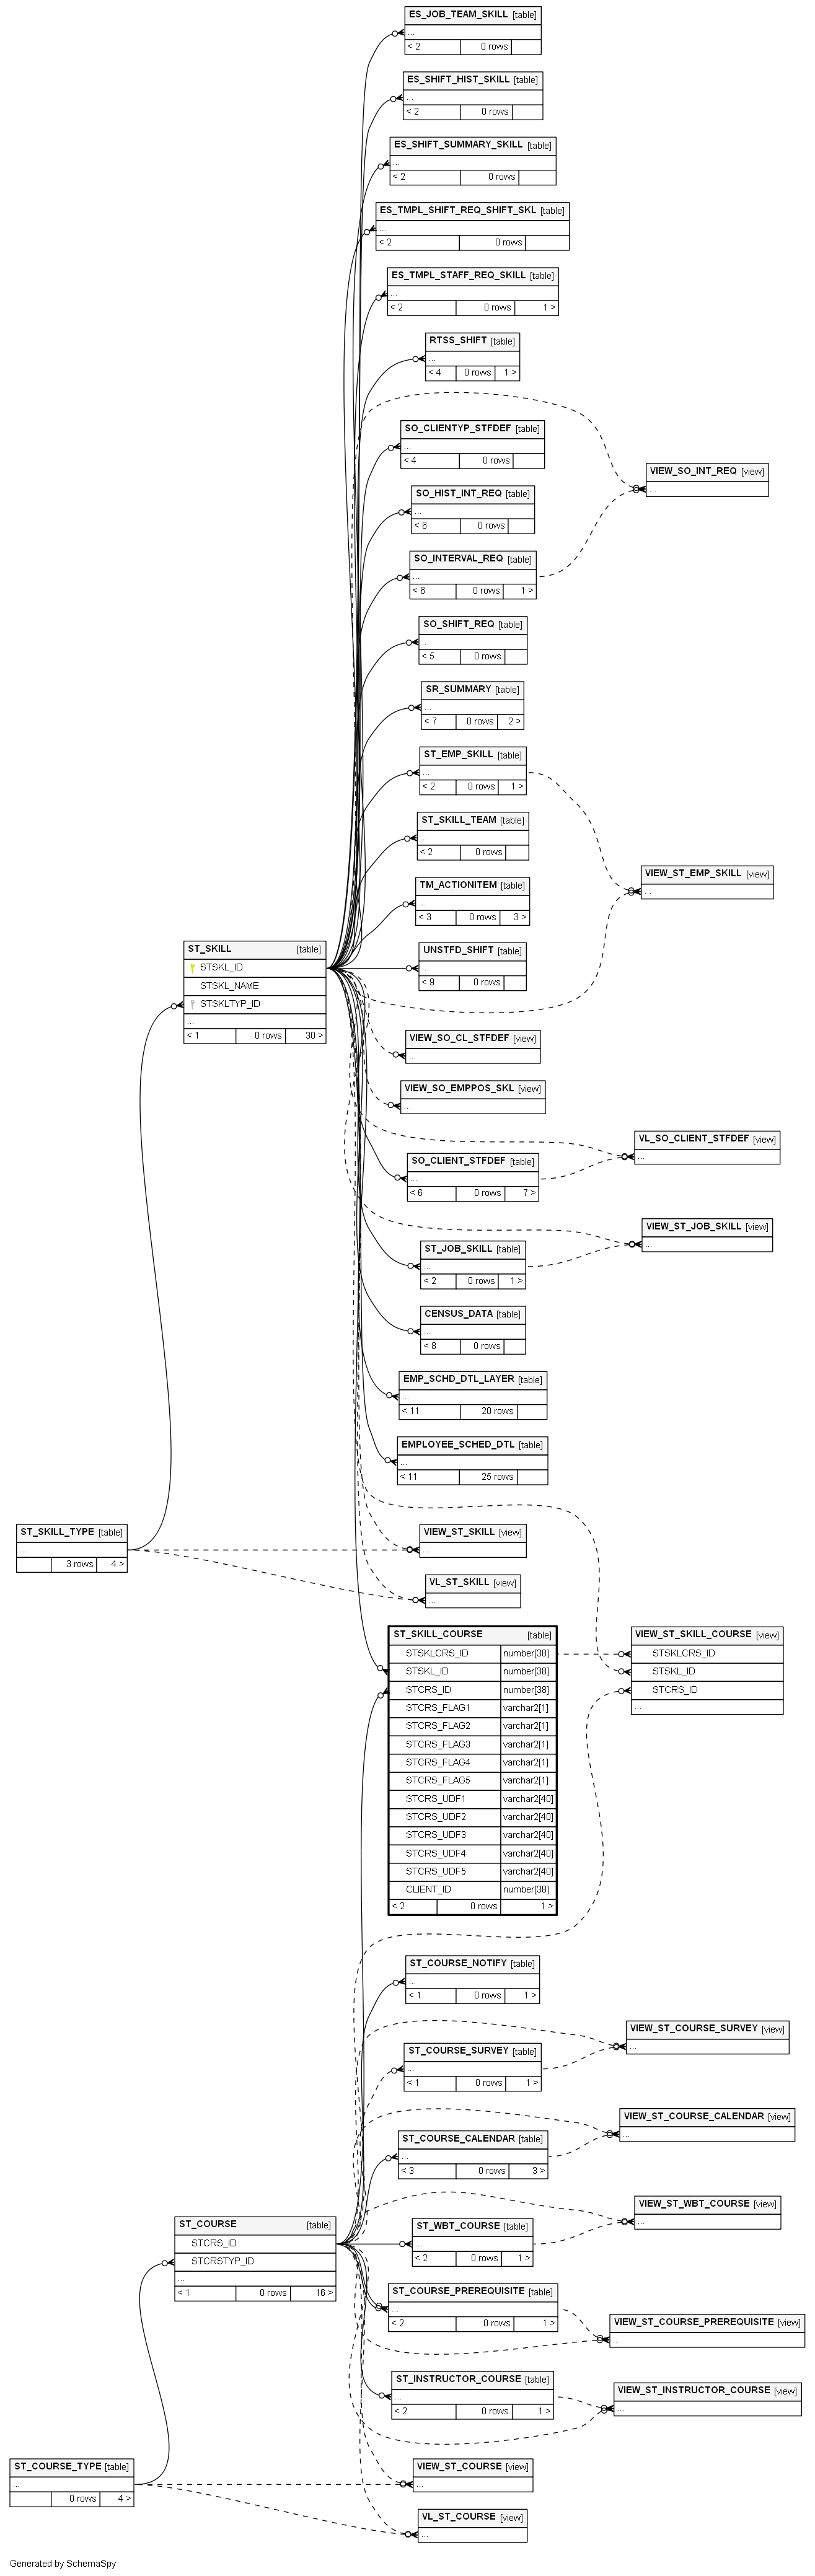 ES_JOB_TEAM_SKILL [table]
...
< 2 0 rows
ES_SHIFT_HIST_SKILL [table]
...
< 2 0 rows
ES_SHIFT_SUMMARY_SKILL [table]
...
< 2 0 rows
ES_TMPL_SHIFT_REQ_SHIFT_SKL [table]
...
< 2 0 rows
ES_TMPL_STAFF_REQ_SKILL [table]
...
< 2 0 rows 1 >
RTSS_SHIFT [table]
...
< 4 0 rows 1 >
SO_CLIENTYP_STFDEF [table]
...
< 4 0 rows
VIEW_SO_INT_REQ [view]
...
SO_HIST_INT_REQ [table]
...
< 6 0 rows
SO_INTERVAL_REQ [table]
...
< 6 0 rows 1 >
SO_SHIFT_REQ [table]
...
< 5 0 rows
SR_SUMMARY [table]
...
< 7 0 rows 2 >
ST_EMP_SKILL [table]
...
< 2 0 rows 1 >
ST_SKILL_TEAM [table]
...
< 2 0 rows
VIEW_ST_EMP_SKILL [view]
...
TM_ACTIONITEM [table]
...
< 3 0 rows 3 >
UNSTFD_SHIFT [table]
...
< 9 0 rows
ST_SKILL [table]
STSKL_ID
STSKL_NAME
STSKLTYP_ID
...
< 1 0 rows 30 >
VIEW_SO_CL_STFDEF [view]
...
VIEW_SO_EMPPOS_SKL [view]
...
VL_SO_CLIENT_STFDEF [view]
...
SO_CLIENT_STFDEF [table]
...
< 6 0 rows 7 >
VIEW_ST_JOB_SKILL [view]
...
ST_JOB_SKILL [table]
...
< 2 0 rows 1 >
CENSUS_DATA [table]
...
< 8 0 rows
EMP_SCHD_DTL_LAYER [table]
...
< 11 20 rows
EMPLOYEE_SCHED_DTL [table]
...
< 11 25 rows
ST_SKILL_TYPE [table]
...
3 rows 4 >
VIEW_ST_SKILL [view]
...
VL_ST_SKILL [view]
...
ST_SKILL_COURSE [table]
STSKLCRS_ID number[38]
STSKL_ID number[38]
STCRS_ID number[38]
STCRS_FLAG1 varchar2[1]
STCRS_FLAG2 varchar2[1]
STCRS_FLAG3 varchar2[1]
STCRS_FLAG4 varchar2[1]
STCRS_FLAG5 varchar2[1]
STCRS_UDF1 varchar2[40]
STCRS_UDF2 varchar2[40]
STCRS_UDF3 varchar2[40]
STCRS_UDF4 varchar2[40]
STCRS_UDF5 varchar2[40]
CLIENT_ID number[38]
< 2 0 rows 1 >
VIEW_ST_SKILL_COURSE [view]
STSKLCRS_ID
STSKL_ID
STCRS_ID
...
ST_COURSE_NOTIFY [table]
...
< 1 0 rows 1 >
VIEW_ST_COURSE_SURVEY [view]
...
ST_COURSE_SURVEY [table]
...
< 1 0 rows 1 >
VIEW_ST_COURSE_CALENDAR [view]
...
ST_COURSE_CALENDAR [table]
...
< 3 0 rows 3 >
VIEW_ST_WBT_COURSE [view]
...
ST_COURSE [table]
STCRS_ID
STCRSTYP_ID
...
< 1 0 rows 16 >
ST_WBT_COURSE [table]
...
< 2 0 rows 1 >
ST_COURSE_PREREQUISITE [table]
...
< 2 0 rows 1 >
VIEW_ST_COURSE_PREREQUISITE [view]
...
ST_INSTRUCTOR_COURSE [table]
...
< 2 0 rows 1 >
VIEW_ST_INSTRUCTOR_COURSE [view]
...
ST_COURSE_TYPE [table]
...
0 rows 4 >
VIEW_ST_COURSE [view]
...
VL_ST_COURSE [view]
...
Generated by SchemaSpy